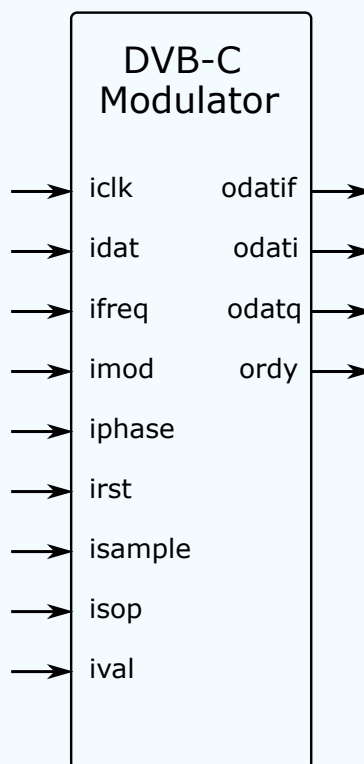 DVB-C
Modulator
iclk odatif
idat odati
ifreq odatq
imod ordy
iphase
irst
isample
isop
ival